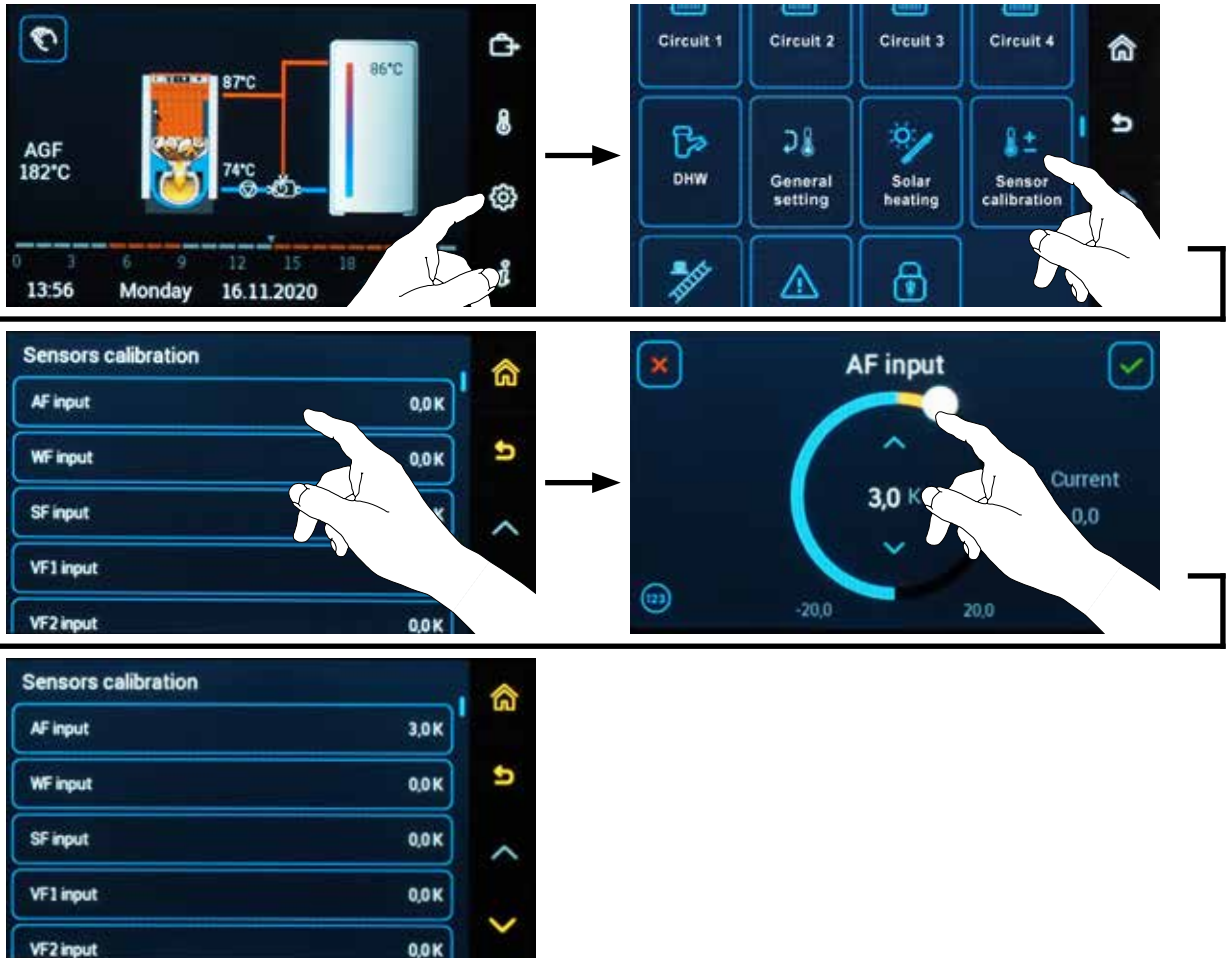 87°C
86°C
AGF
182°C
74°C
0 3 6 9 12 15 18
13:56 Monday 16.11.2020
Circuit 1 Circuit 2 Circuit 3 Circuit 4
DHW
General
setting
Solar
heating
Sensor
calibration
Sensors calibration
AF input 0,0 K
WF input 0,0 K
SF input K
VF1 input
VF2 input 0,0 K
AF input
3,0 K
Current
0,0
123
-20,0 20,0
Sensors calibration
AF input 3,0 K
WF input 0,0 K
SF input 0,0 K
VF1 input 0,0 K
VF2 input 0,0 K